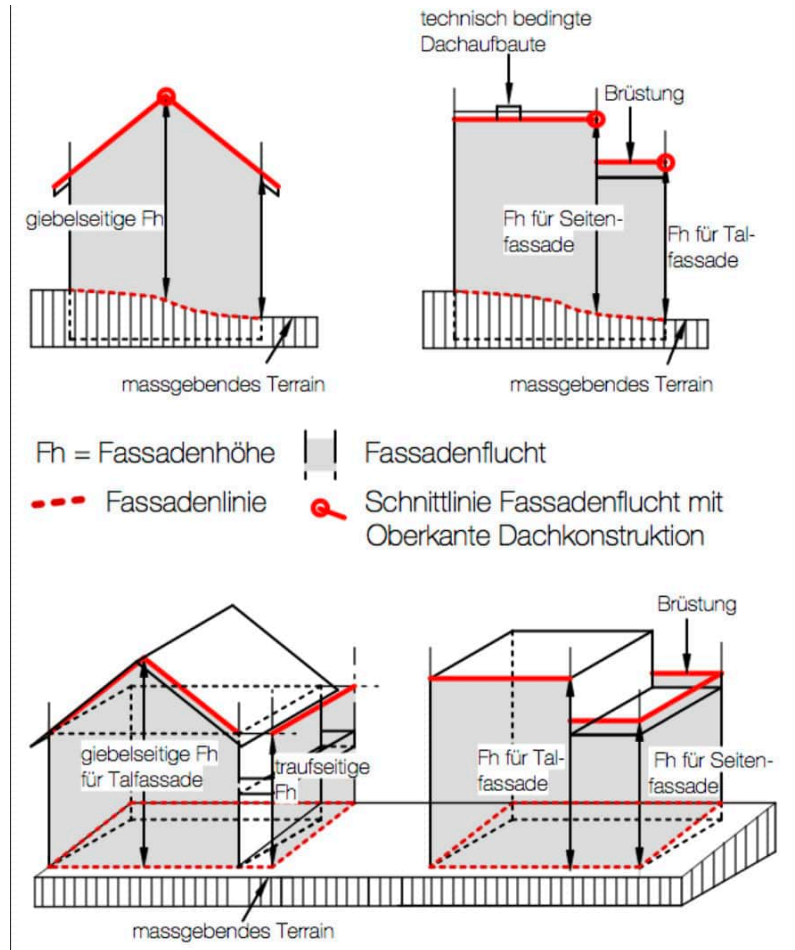 technisch bedingte
Dachaufbaute
Brüstung
giebelseitige Fh
Fh für Seiten-
fassade
Fh für Tal-
fassade
massgebendes Terrain
massgebendes Terrain
Fh = Fassadenhöhe
Fassadenflucht
Fassadenlinie
Schnittlinie Fassadenflucht mit
Oberkante Dachkonstruktion
Brüstung
giebelseitige Fh
für Talfassade
traufseitige
Fh
Fh für Tal-
fassade
Fh für Seiten-
fassade
massgebendes Terrain